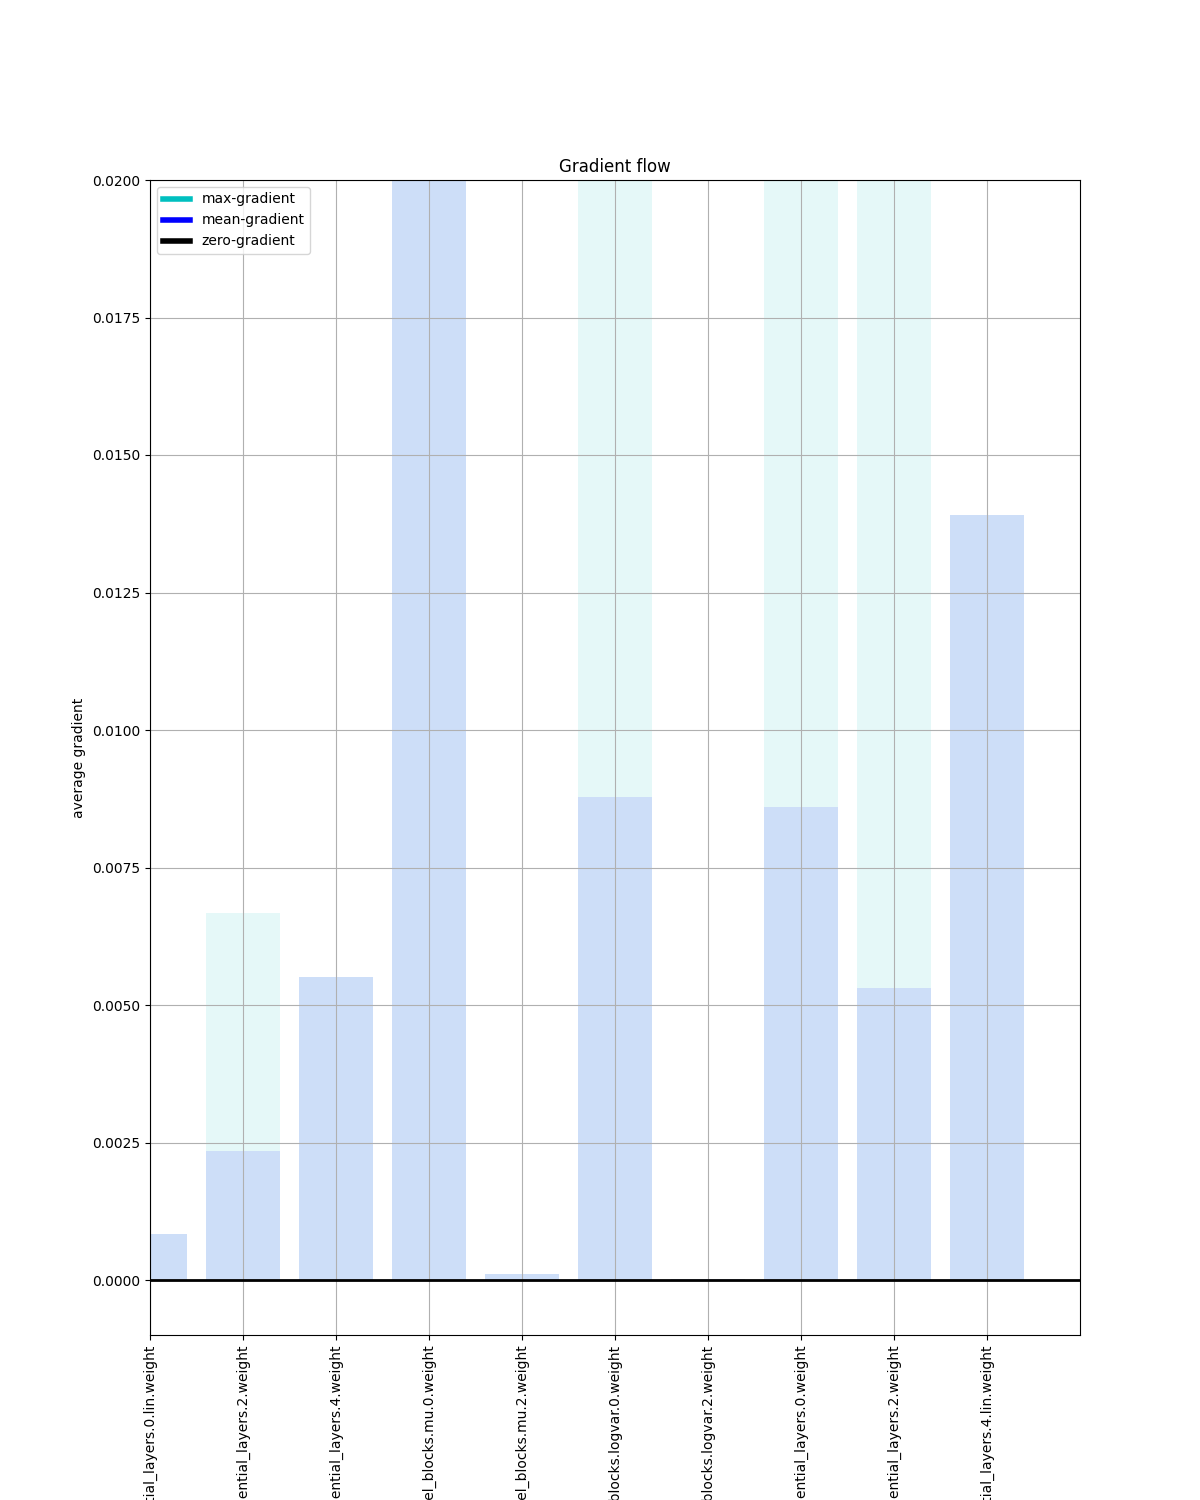 Gradient flow
max-gradient
mean-gradient
zero-gradient
0.0200
0.0175
0.0150
0.0125
0.0100
0.0075
0.0050
0.0025
0.0000
average gradient
tial_layers.0.lin.weight
ential_layers.2.weight
ential_layers.4.weight
el_blocks.mu.0.weight
el_blocks.mu.2.weight
blocks.logvar.0.weight
blocks.logvar.2.weight
ential_layers.0.weight
ential_layers.2.weight
tial_layers.4.lin.weight